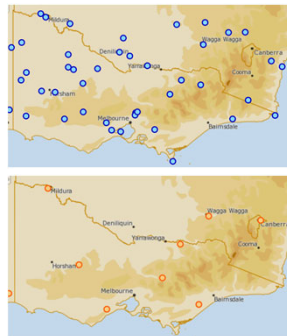 Mildura
Wagga Wagga
Deniliquin
Canberra
Yarrawonga
Cooma
Horsham
Melbourne
Bairnsdale
Mildura
Wagga Wagga
Deniliquin
Canberra
Yarrawonga
Cooma
Horsham
Melbourne
Bairnsdale